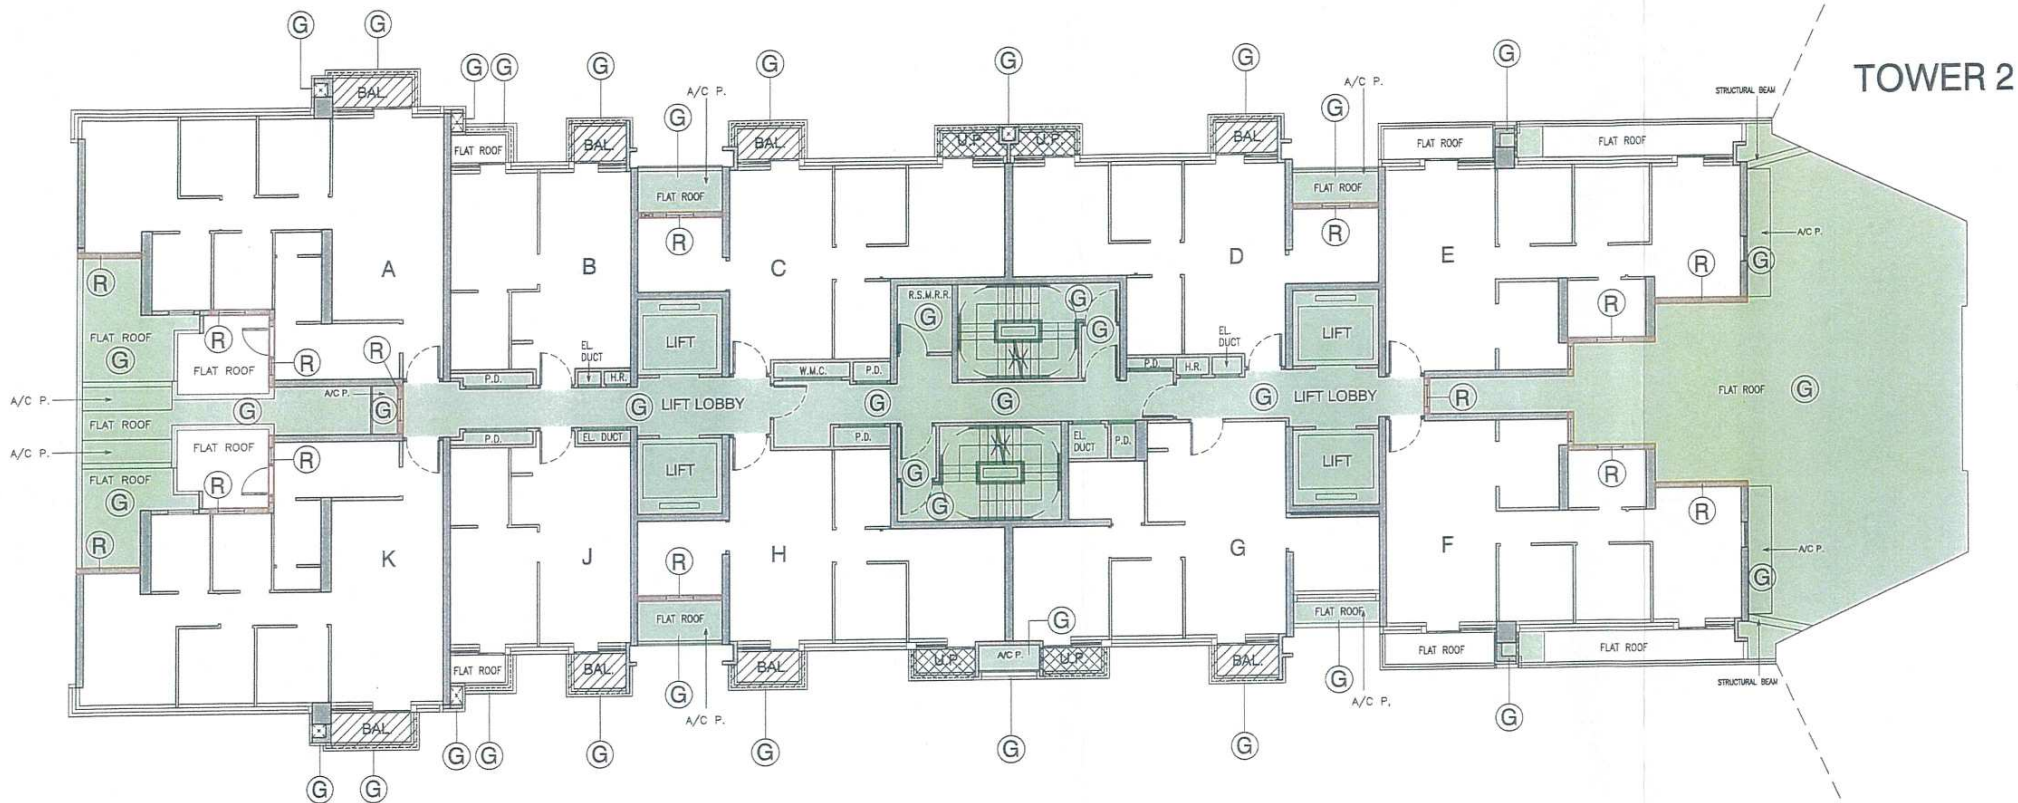 G G
G G G G G G G
A/C P. A/C P.
TOWER 2
G G
STRUCTURAL BEAM
BAL.
FLAT ROOF BAL. BAL. U.P. U.P. BAL. FLAT ROOF FLAT ROOF
FLAT ROOF FLAT ROOF
R R A/C P.
R A B C D E R G
R.S.M.R.R. G
G G
R R
FLAT ROOF G R R LIFT LIFT
FLAT ROOF EL. DUCT EL. DUCT
P.D. H.R. W.M.C. P.D. P.D. H.R.
A/C P. A/C P. G G G LIFT LOBBY G G G LIFT LOBBY R FLAT ROOF G
FLAT ROOF
A/C P. FLAT ROOF P.D. EL. DUCT P.D. EL. DUCT P.D.
R LIFT LIFT
FLAT ROOF G R G G R R
R K J H G F
R A/C P.
G
FLAT ROOF G FLAT ROOF
FLAT ROOF BAL. G BAL. U.P. A/C P. U.P. BAL. G A/C P. FLAT ROOF FLAT ROOF
A/C P. STRUCTURAL BEAM
BAL. G
G G G G G G G
G G